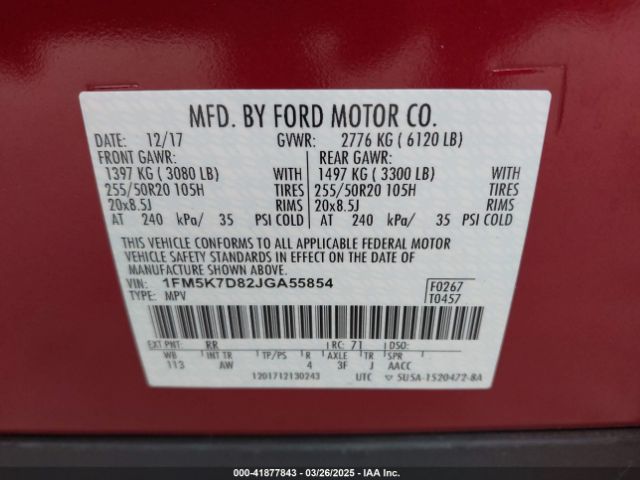 MFD. BY FORD MOTOR CO.
DATE: 12/17 GVWR: 2776 KG ( 6120 LB)
FRONT GAWR: REAR GAWR:
1397 KG ( 3080 LB) WITH 1497 KG ( 3300 LB) WITH
255/50R20 105H TIRES 255/50R20 105H TIRES
20x8.5J RIMS 20x8.5J RIMS
AT 240 kPa/ 35 PSI COLD AT 240 kPa/ 35 PSI COLD
THIS VEHICLE CONFORMS TO ALL APPLICABLE FEDERAL MOTOR
VEHICLE SAFETY STANDARDS IN EFFECT ON THE DATE OF
MANUFACTURE SHOWN ABOVE.
VIN: 1FM5K7D82JGA55854 F0267
TYPE: MPV T0457
EXT PNT: RR RC: 71 DSO:
WB INT TR TP/PS R AXLE TR SPR
113 AW 4 3F J AACC
1201712130243 UTC 5U5A-1520472-8A
000-41877843 | 03/26/2025 | IAA Auctions